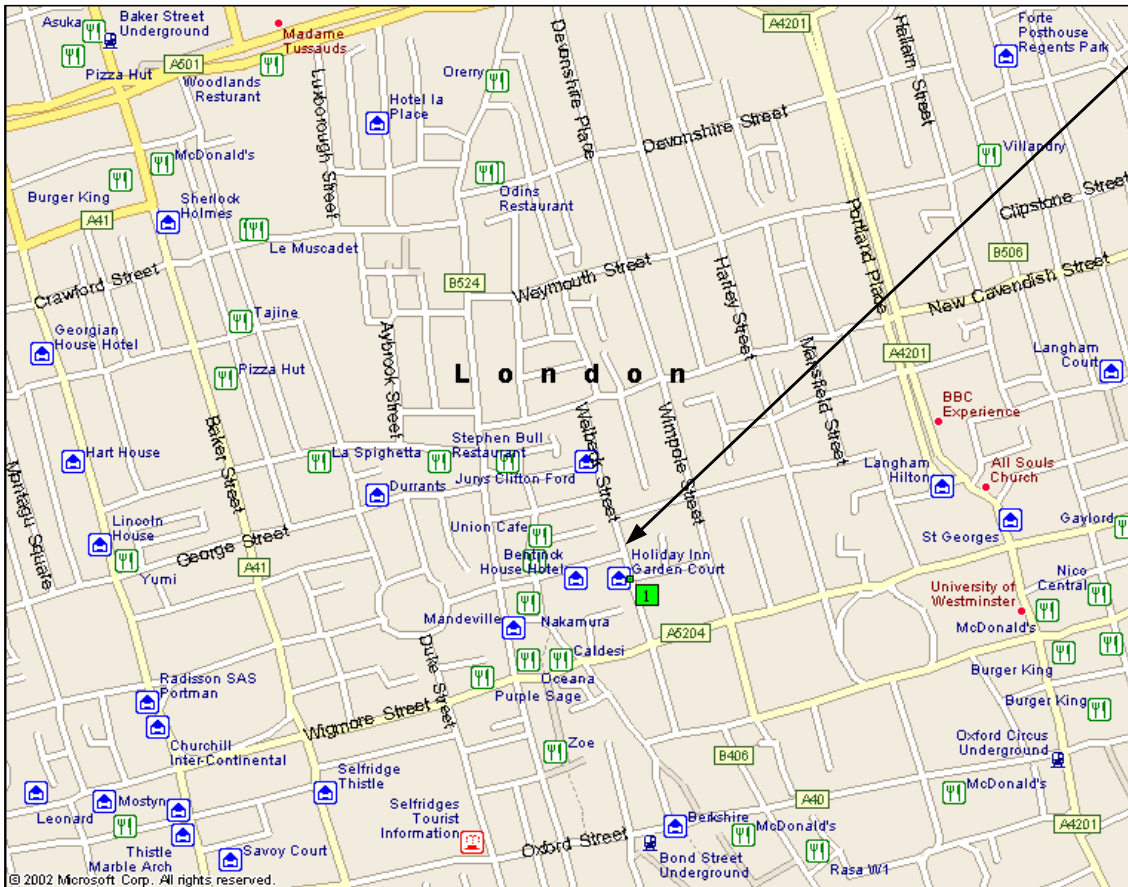 Asuka
Baker Street
Underground
Madame
Tussauds
A4201
Hallam Street
Forte
Posthouse
Regents Park
Pizza Hut
A501
Woodlands
Resturant
Luxborough Street
Orerry
Devonshire Place
Hotel la
Place
Devonshire Street
McDonald's
Villandry
Burger King
Sherlock
Holmes
A41
Odins
Restaurant
Clipstone Street
Le Muscadet
Portland Place
B506
Crawford Street
B524
Weymouth Street
Harley Street
New Cavendish Street
Tajine
Georgian
House Hotel
Aybrook Street
Mansfield Street
A4201
Langham
Court
Pizza Hut
London
BBC
Experience
Baker Street
Welbeck Street
Wimpole Street
Stephen Bull
Restaurant
Hart House
La Spighetta
Jurys Clifton Ford
Langham
Hilton
All Souls
Church
Montagu Square
Durrants
Lincoln
House
George Street
Union Cafe
St Georges
Gaylord
Yumi
A41
Bentinck
House Hotel
Holiday Inn
Garden Court
1
University of
Westminster
Nico
Central
Mandeville
Nakamura
A5204
McDonald's
Duke Street
Caldesi
Oceana
Burger King
Radisson SAS
Portman
Purple Sage
Burger King
Wigmore Street
Churchill
Inter-Continental
Zoe
B406
Oxford Circus
Underground
Selfridge
Thistle
McDonald's
Leonard
Mostyn
Selfridges
Tourist
Information
A40
Berkshire
McDonald's
A4201
Thistle
Marble Arch
Savoy Court
Oxford Street
Bond Street
Underground
Rasa W1
© 2002 Microsoft Corp. All rights reserved.